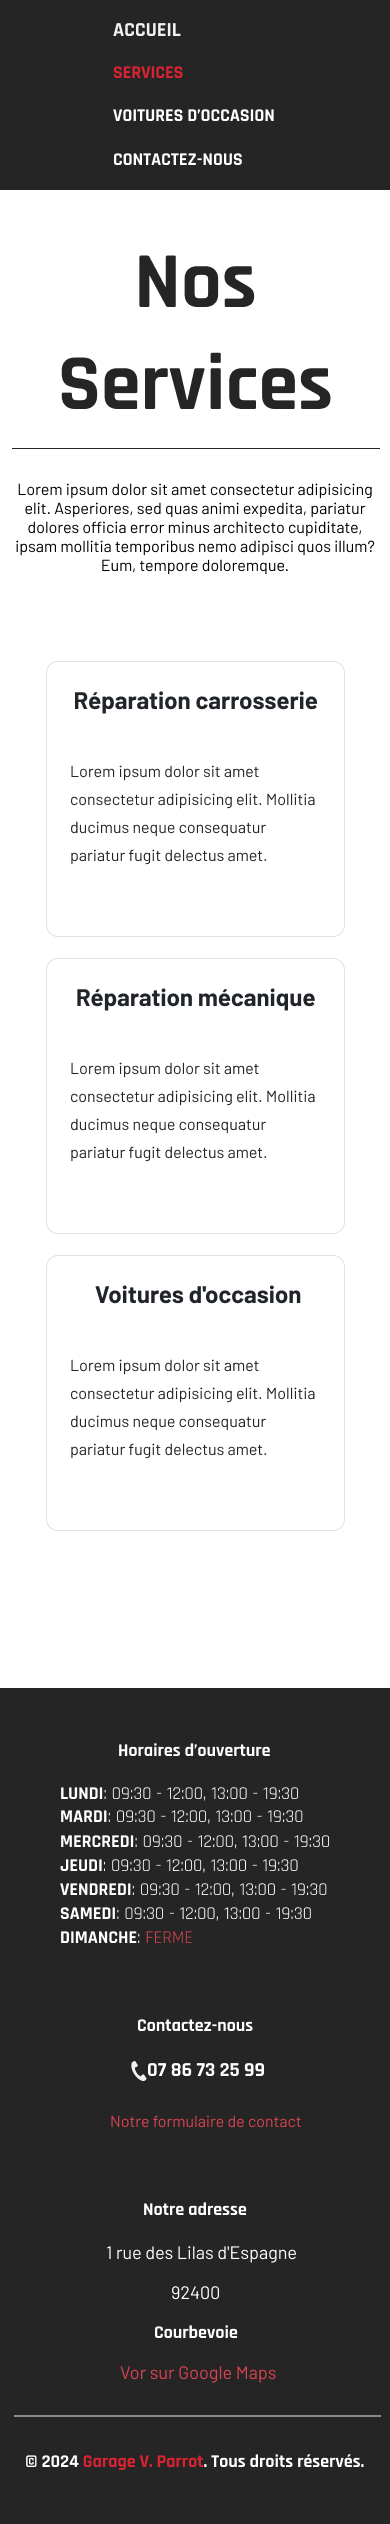 ACCUEIL
SERVICES
VOITURES D’OCCASION
CONTACTEZ-NOUS
Nos
Services
Lorem ipsum dolor sit amet consectetur adipisicing
elit. Asperiores, sed quas animi expedita, pariatur
dolores officia error minus architecto cupiditate,
ipsam mollitia temporibus nemo adipisci quos illum?
Eum, tempore doloremque.
Réparation carrosserie
Lorem ipsum dolor sit amet
consectetur adipisicing elit. Mollitia
ducimus neque consequatur
pariatur fugit delectus amet.
Réparation mécanique
Lorem ipsum dolor sit amet
consectetur adipisicing elit. Mollitia
ducimus neque consequatur
pariatur fugit delectus amet.
Voitures d'occasion
Lorem ipsum dolor sit amet
consectetur adipisicing elit. Mollitia
ducimus neque consequatur
pariatur fugit delectus amet.
Horaires d’ouverture
LUNDI: 09:30 - 12:00, 13:00 - 19:30
MARDI: 09:30 - 12:00, 13:00 - 19:30
MERCREDI: 09:30 - 12:00, 13:00 - 19:30
JEUDI: 09:30 - 12:00, 13:00 - 19:30
VENDREDI: 09:30 - 12:00, 13:00 - 19:30
SAMEDI: 09:30 - 12:00, 13:00 - 19:30
DIMANCHE: FERME
Contactez-nous
07 86 73 25 99
Notre formulaire de contact
Notre adresse
1 rue des Lilas d'Espagne
92400
Courbevoie
Vor sur Google Maps
© 2024 Garage V. Parrot. Tous droits réservés.